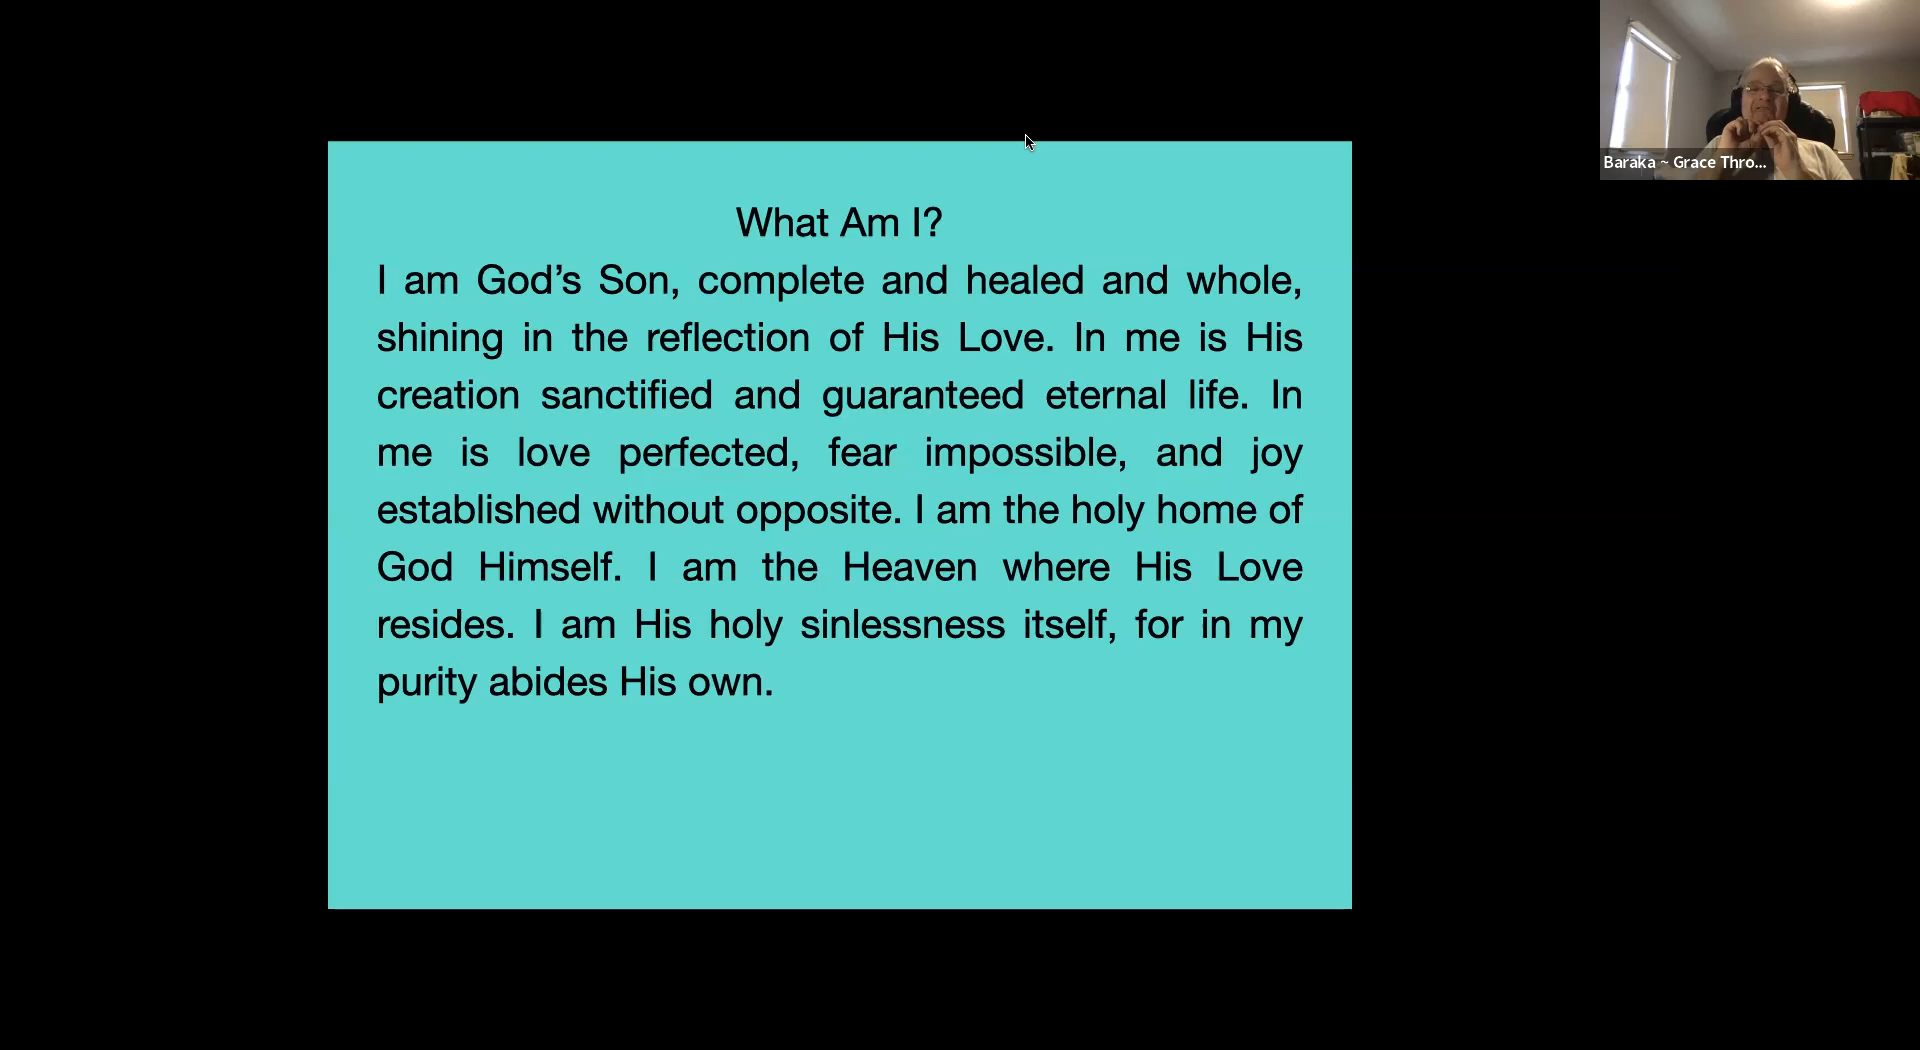 What Am I?
I am God’s Son, complete and healed and whole,
shining in the reflection of His Love. In me is His
creation sanctified and guaranteed eternal life. In
me is love perfected, fear impossible, and joy
established without opposite. I am the holy home of
God Himself. I am the Heaven where His Love
resides. I am His holy sinlessness itself, for in my
purity abides His own.
Baraka ~ Grace Thro...